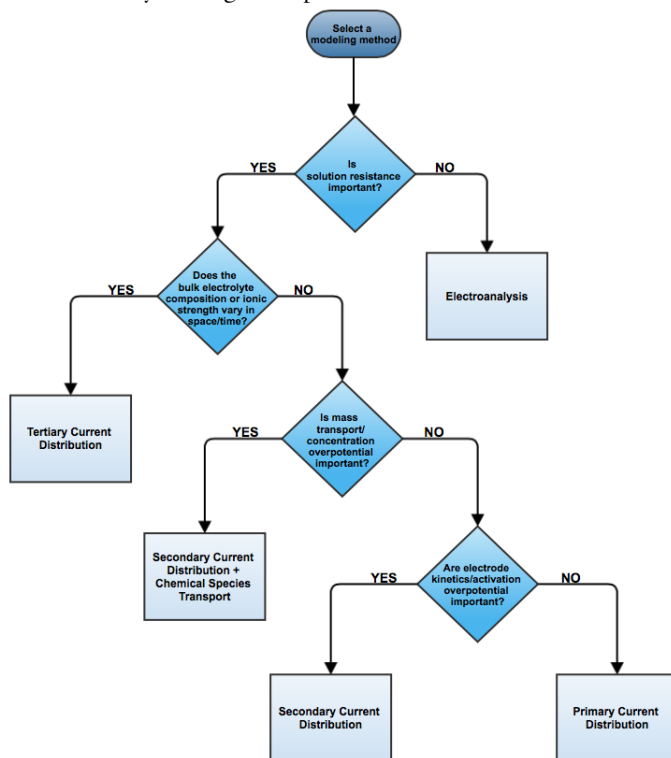 Select a
modeling method
Is
solution resistance
important?
YES
NO
Does the
bulk electrolyte
composition or ionic
strength vary in
space/time?
YES
NO
Electroanalysis
Tertiary Current
Distribution
Is mass
transport/
concentration
overpotential
important?
YES
NO
Secondary Current
Distribution +
Chemical Species
Transport
Are electrode
kinetics/activation
overpotential
important?
YES
NO
Secondary Current
Distribution
Primary Current
Distribution